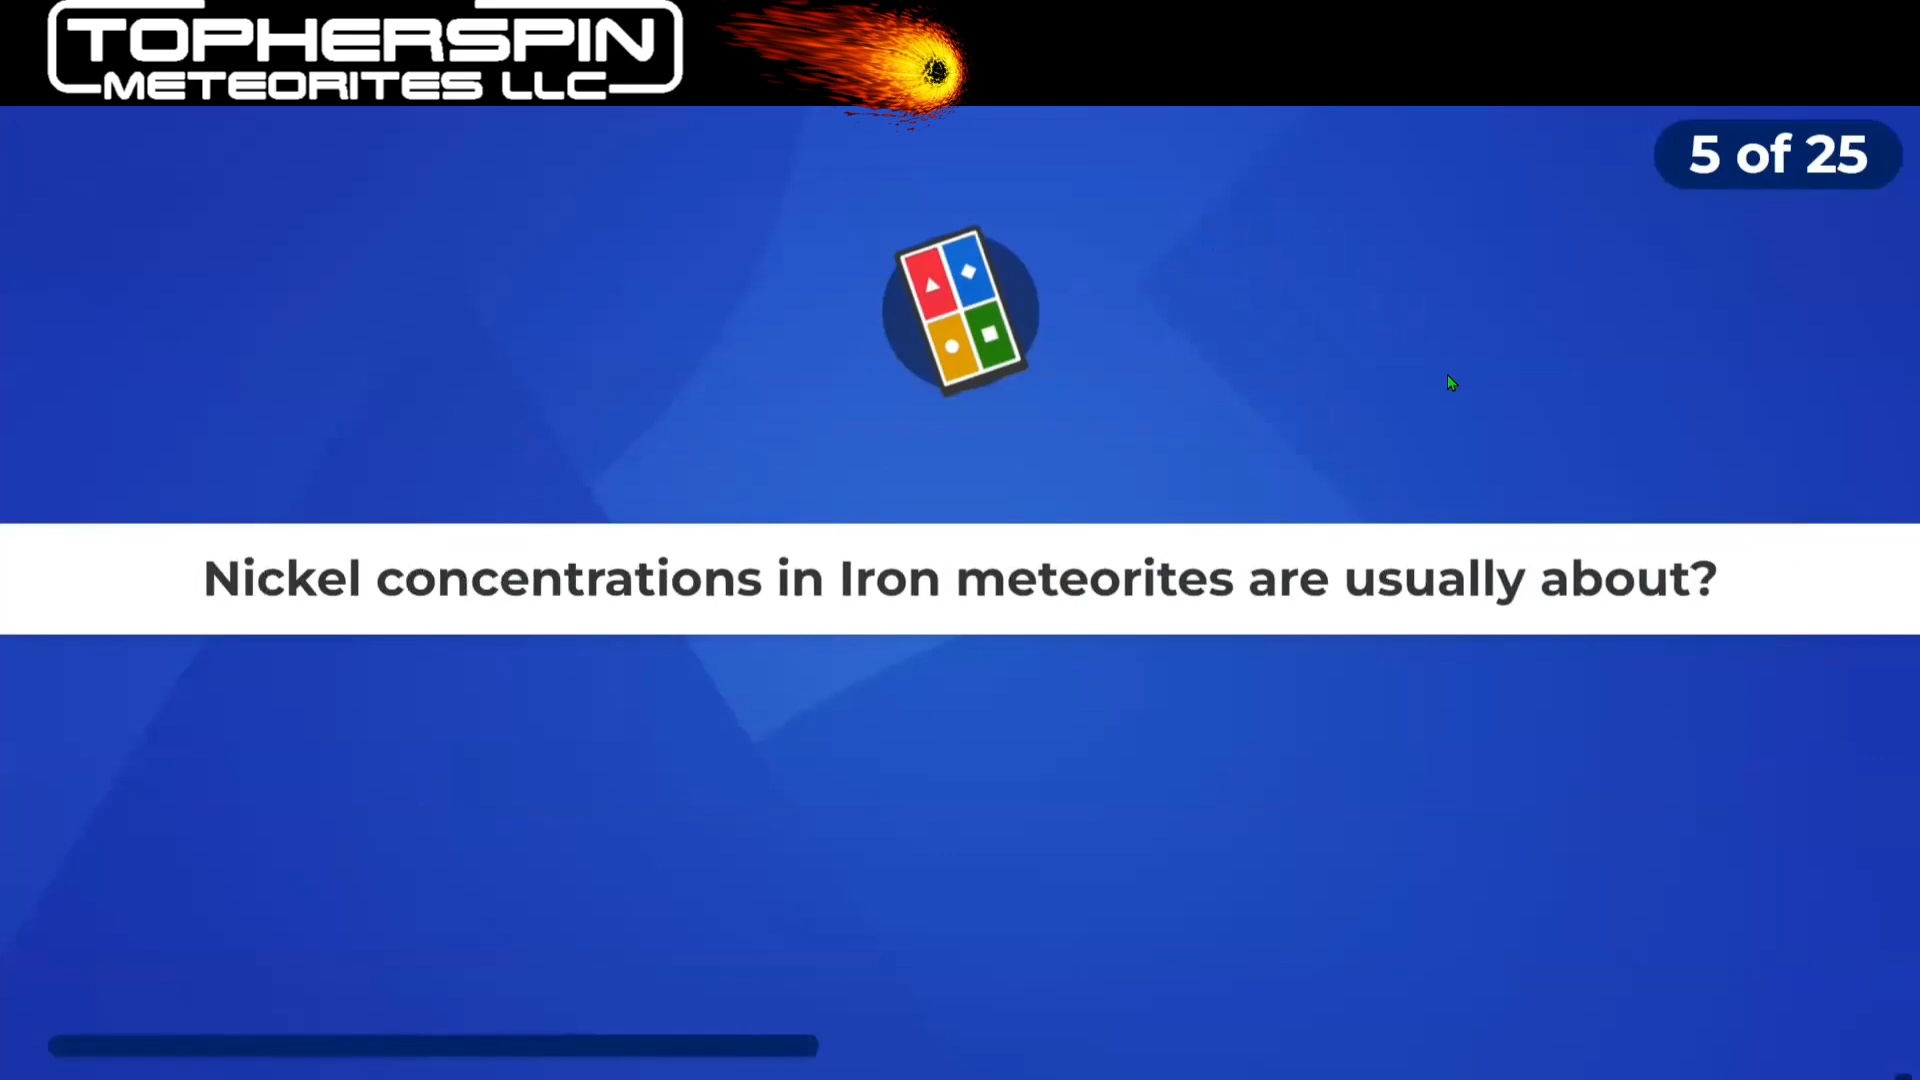 TOPHERSPIN
METEORITES LLC
5 of 25
Nickel concentrations in Iron meteorites are usually about?